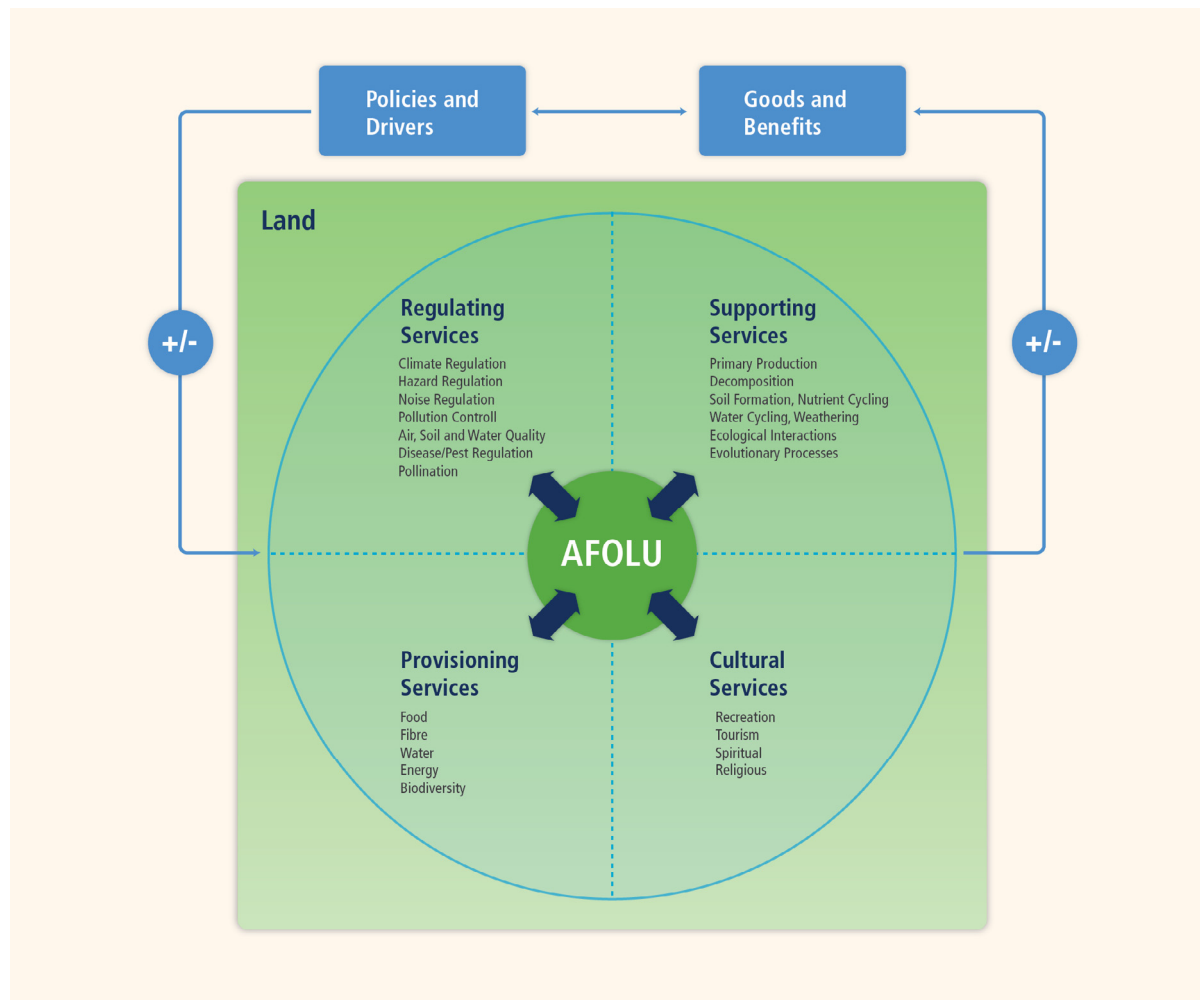 Policies and
Drivers
Goods and
Benefits
Land
+/-
+/-
Regulating
Services
Climate Regulation
Hazard Regulation
Noise Regulation
Pollution Controll
Air, Soil and Water Quality
Disease/Pest Regulation
Pollination
Supporting
Services
Primary Production
Decomposition
Soil Formation, Nutrient Cycling
Water Cycling, Weathering
Ecological Interactions
Evolutionary Processes
AFOLU
Provisioning
Services
Food
Fibre
Water
Energy
Biodiversity
Cultural
Services
Recreation
Tourism
Spiritual
Religious